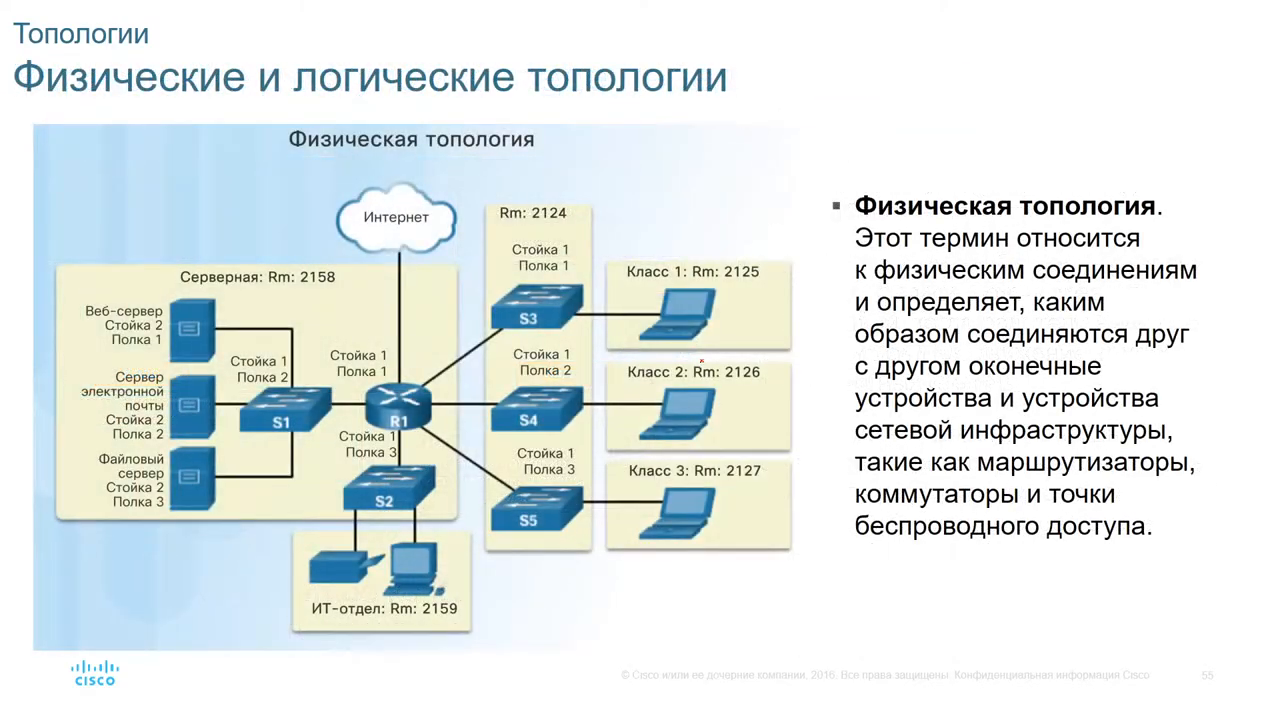 Топологии
Физические и логические топологии
Физическая топология
Интернет
Серверная: Rm: 2158
Веб-сервер
Стойка 2
Полка 1
Сервер
электронной
почты
Стойка 2
Полка 2
Файловый
сервер
Стойка 2
Полка 3
Стойка 1
Полка 2
S1
Стойка 1
Полка 1
R1
Стойка 1
Полка 3
S2
ИТ-отдел: Rm: 2159
Rm: 2124
Стойка 1
Полка 1
S3
Стойка 1
Полка 2
S4
Стойка 1
Полка 3
S5
Класс 1: Rm: 2125
Класс 2: Rm: 2126
Класс 3: Rm: 2127
▪ Физическая топология.
Этот термин относится
к физическим соединениям
и определяет, каким
образом соединяются друг
с другом оконечные
устройства и устройства
сетевой инфраструктуры,
такие как маршрутизаторы,
коммутаторы и точки
беспроводного доступа.
CISCO
© Cisco и/или ее дочерние компании, 2016. Все права защищены. Конфиденциальная информация Cisco
55